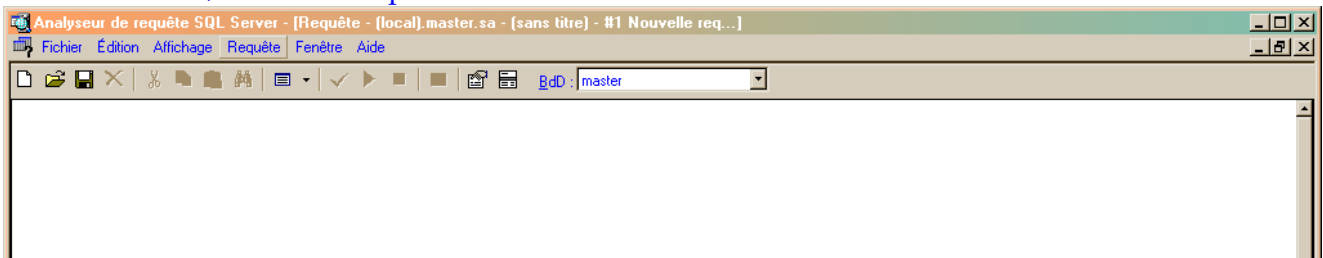 Analyseur de requête SQL Server - [Requête - (local).master.sa - (sans titre) - #1 Nouvelle req...]
Fichier Édition Affichage Requête Fenêtre Aide
BdD : master